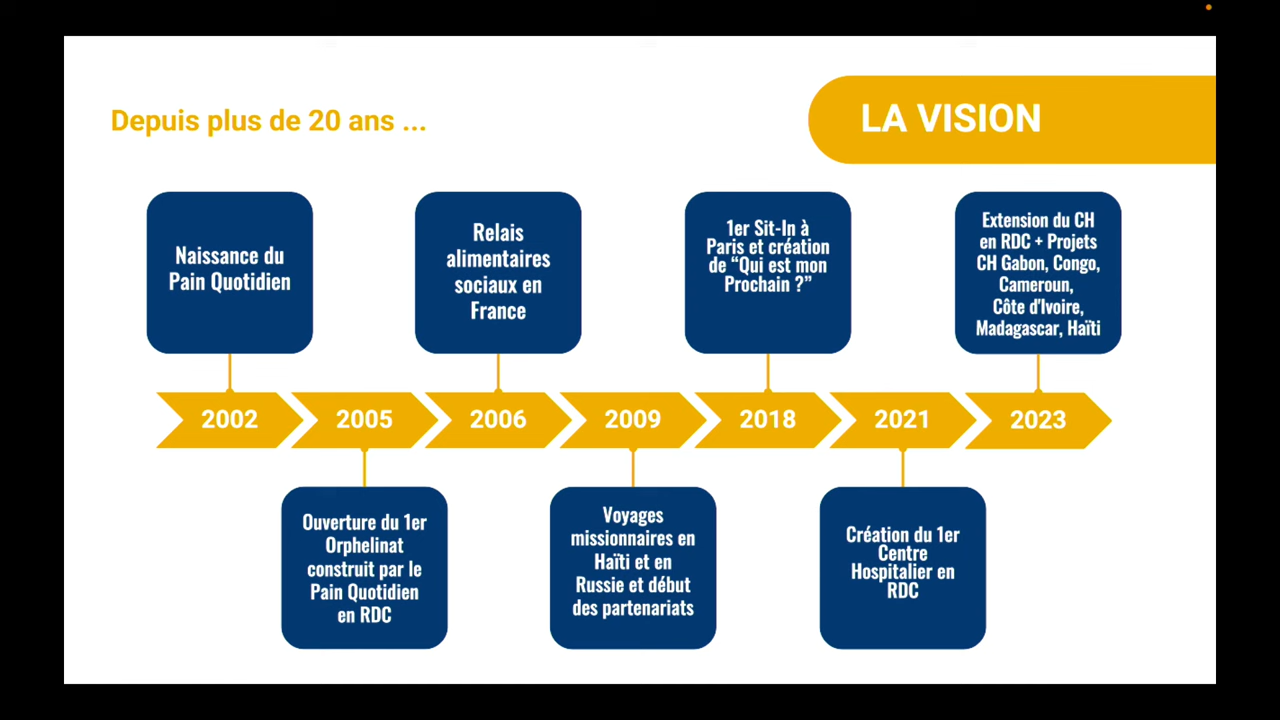 Depuis plus de 20 ans ...
LA VISION
Naissance du
Pain Quotidien
Relais
alimentaires
sociaux en
France
1er Sit-In à
Paris et création
de “Qui est mon
Prochain ?”
Extension du CH
en RDC + Projets
CH Gabon, Congo,
Cameroun,
Côte d'Ivoire,
Madagascar, Haïti
2002
2005
2006
2009
2018
2021
2023
Ouverture du 1er
Orphelinat
construit par le
Pain Quotidien
en RDC
Voyages
missionnaires en
Haïti et en
Russie et début
des partenariats
Création du 1er
Centre
Hospitalier en
RDC